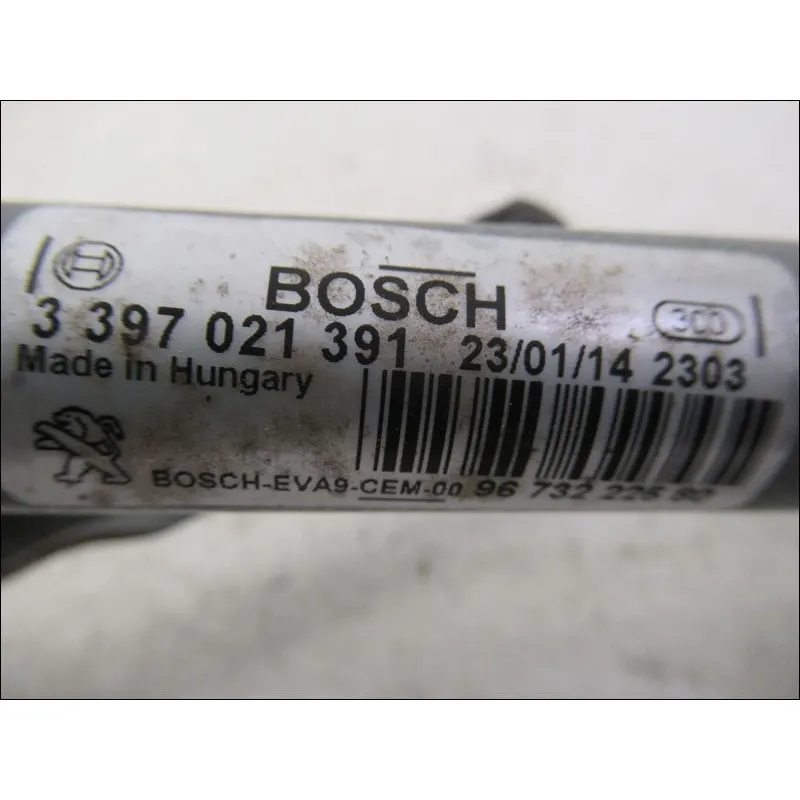 BOSCH
300
3 397 021 391 23/01/14 2303
Made in Hungary
BOSCH-EVA9-CEM-00 96 732 226 80